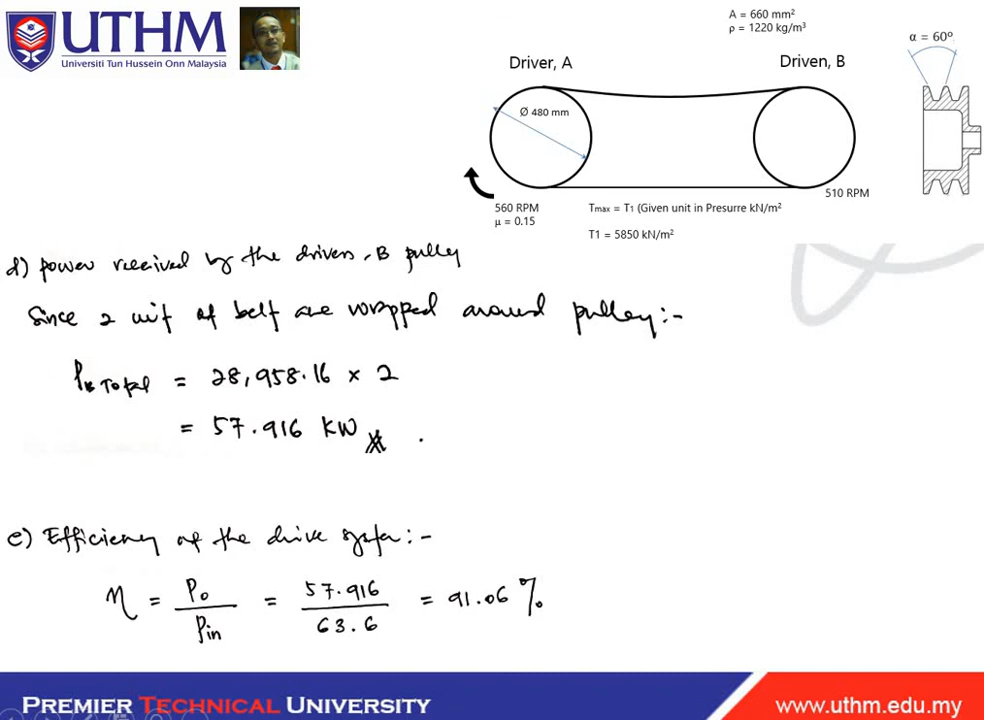 UTHM
Universiti Tun Hussein Onn Malaysia
A = 660 mm²
ρ = 1220 kg/m³
α = 60º
Driver, A
Driven, B
Ø 480 mm
510 RPM
560 RPM
μ = 0.15
Tmax = T1 (Given unit in Presurre kN/m²
T1 = 5850 kN/m²
d) power received by the driven, B pulley
Since 2 unit of belt are wrapped around pulley:-
PB Total = 28,958.16 x 2
= 57.916 KW
e) Efficiency of the drive system:-
η = Po / Pin = 57.916 / 63.6 = 91.06 %
PREMIER TECHNICAL UNIVERSITY
www.uthm.edu.my